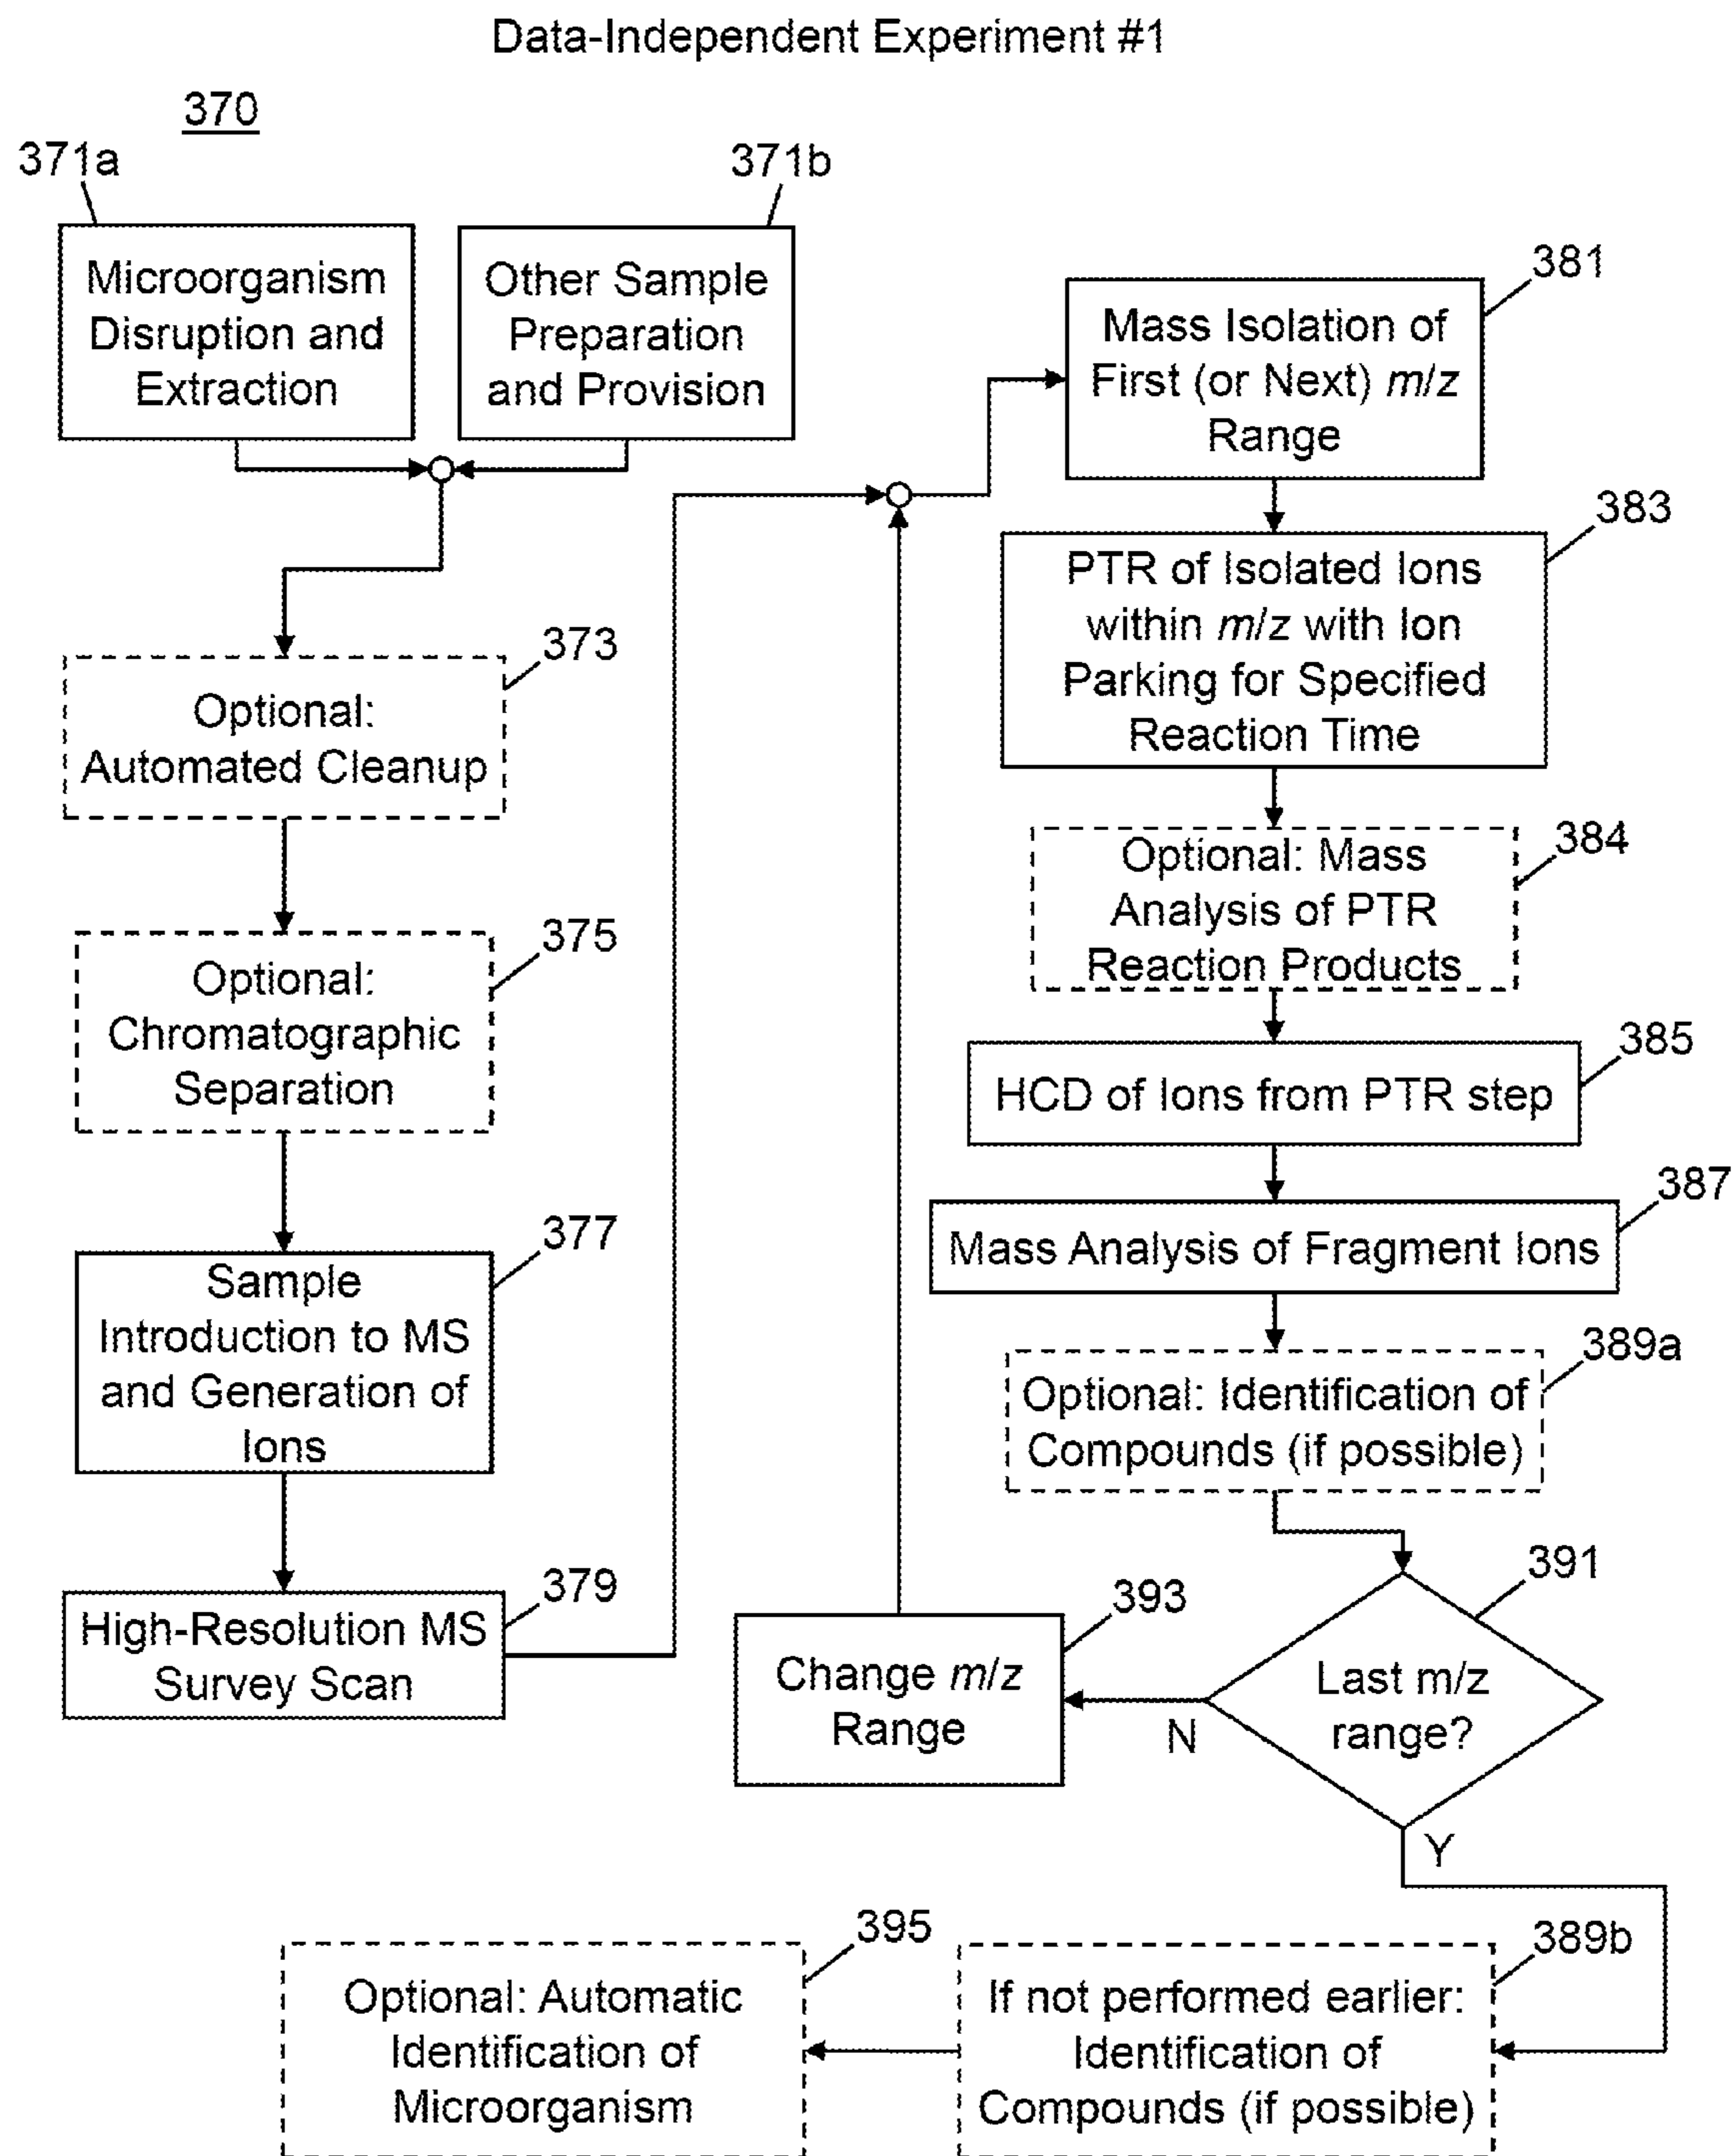 Data-Independent Experiment #1
370
371a
Microorganism
Disruption and
Extraction
371b
Other Sample
Preparation
and Provision
373
Optional:
Automated Cleanup
375
Optional:
Chromatographic
Separation
377
Sample
Introduction to MS
and Generation of
Ions
379
High-Resolution MS
Survey Scan
381
Mass Isolation of
First (or Next) m/z
Range
383
PTR of Isolated Ions
within m/z with Ion
Parking for Specified
Reaction Time
384
Optional: Mass
Analysis of PTR
Reaction Products
385
HCD of Ions from PTR step
387
Mass Analysis of Fragment Ions
389a
Optional: Identification of
Compounds (if possible)
391
Last m/z
range?
N
Y
393
Change m/z
Range
389b
If not performed earlier:
Identification of
Compounds (if possible)
395
Optional: Automatic
Identification of
Microorganism